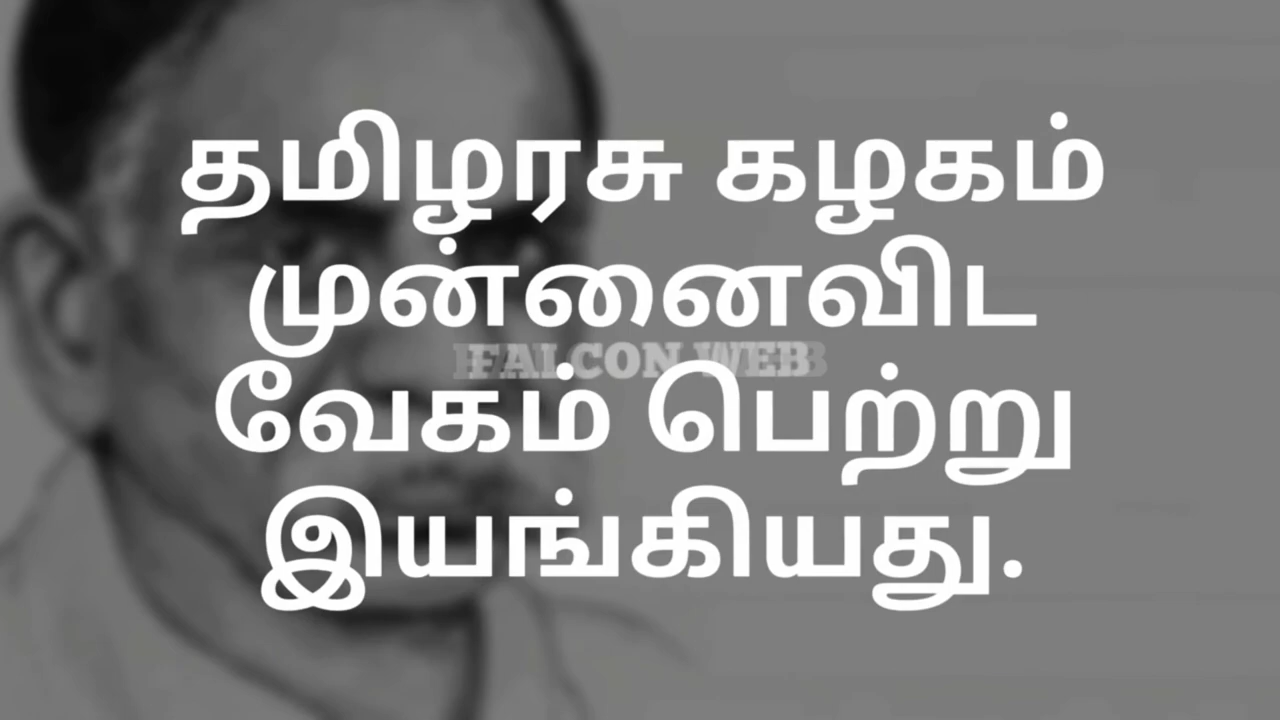 தமிழரசு கழகம்
முன்னைவிட
FALCON WEB
வேகம் பெற்று
இயங்கியது.